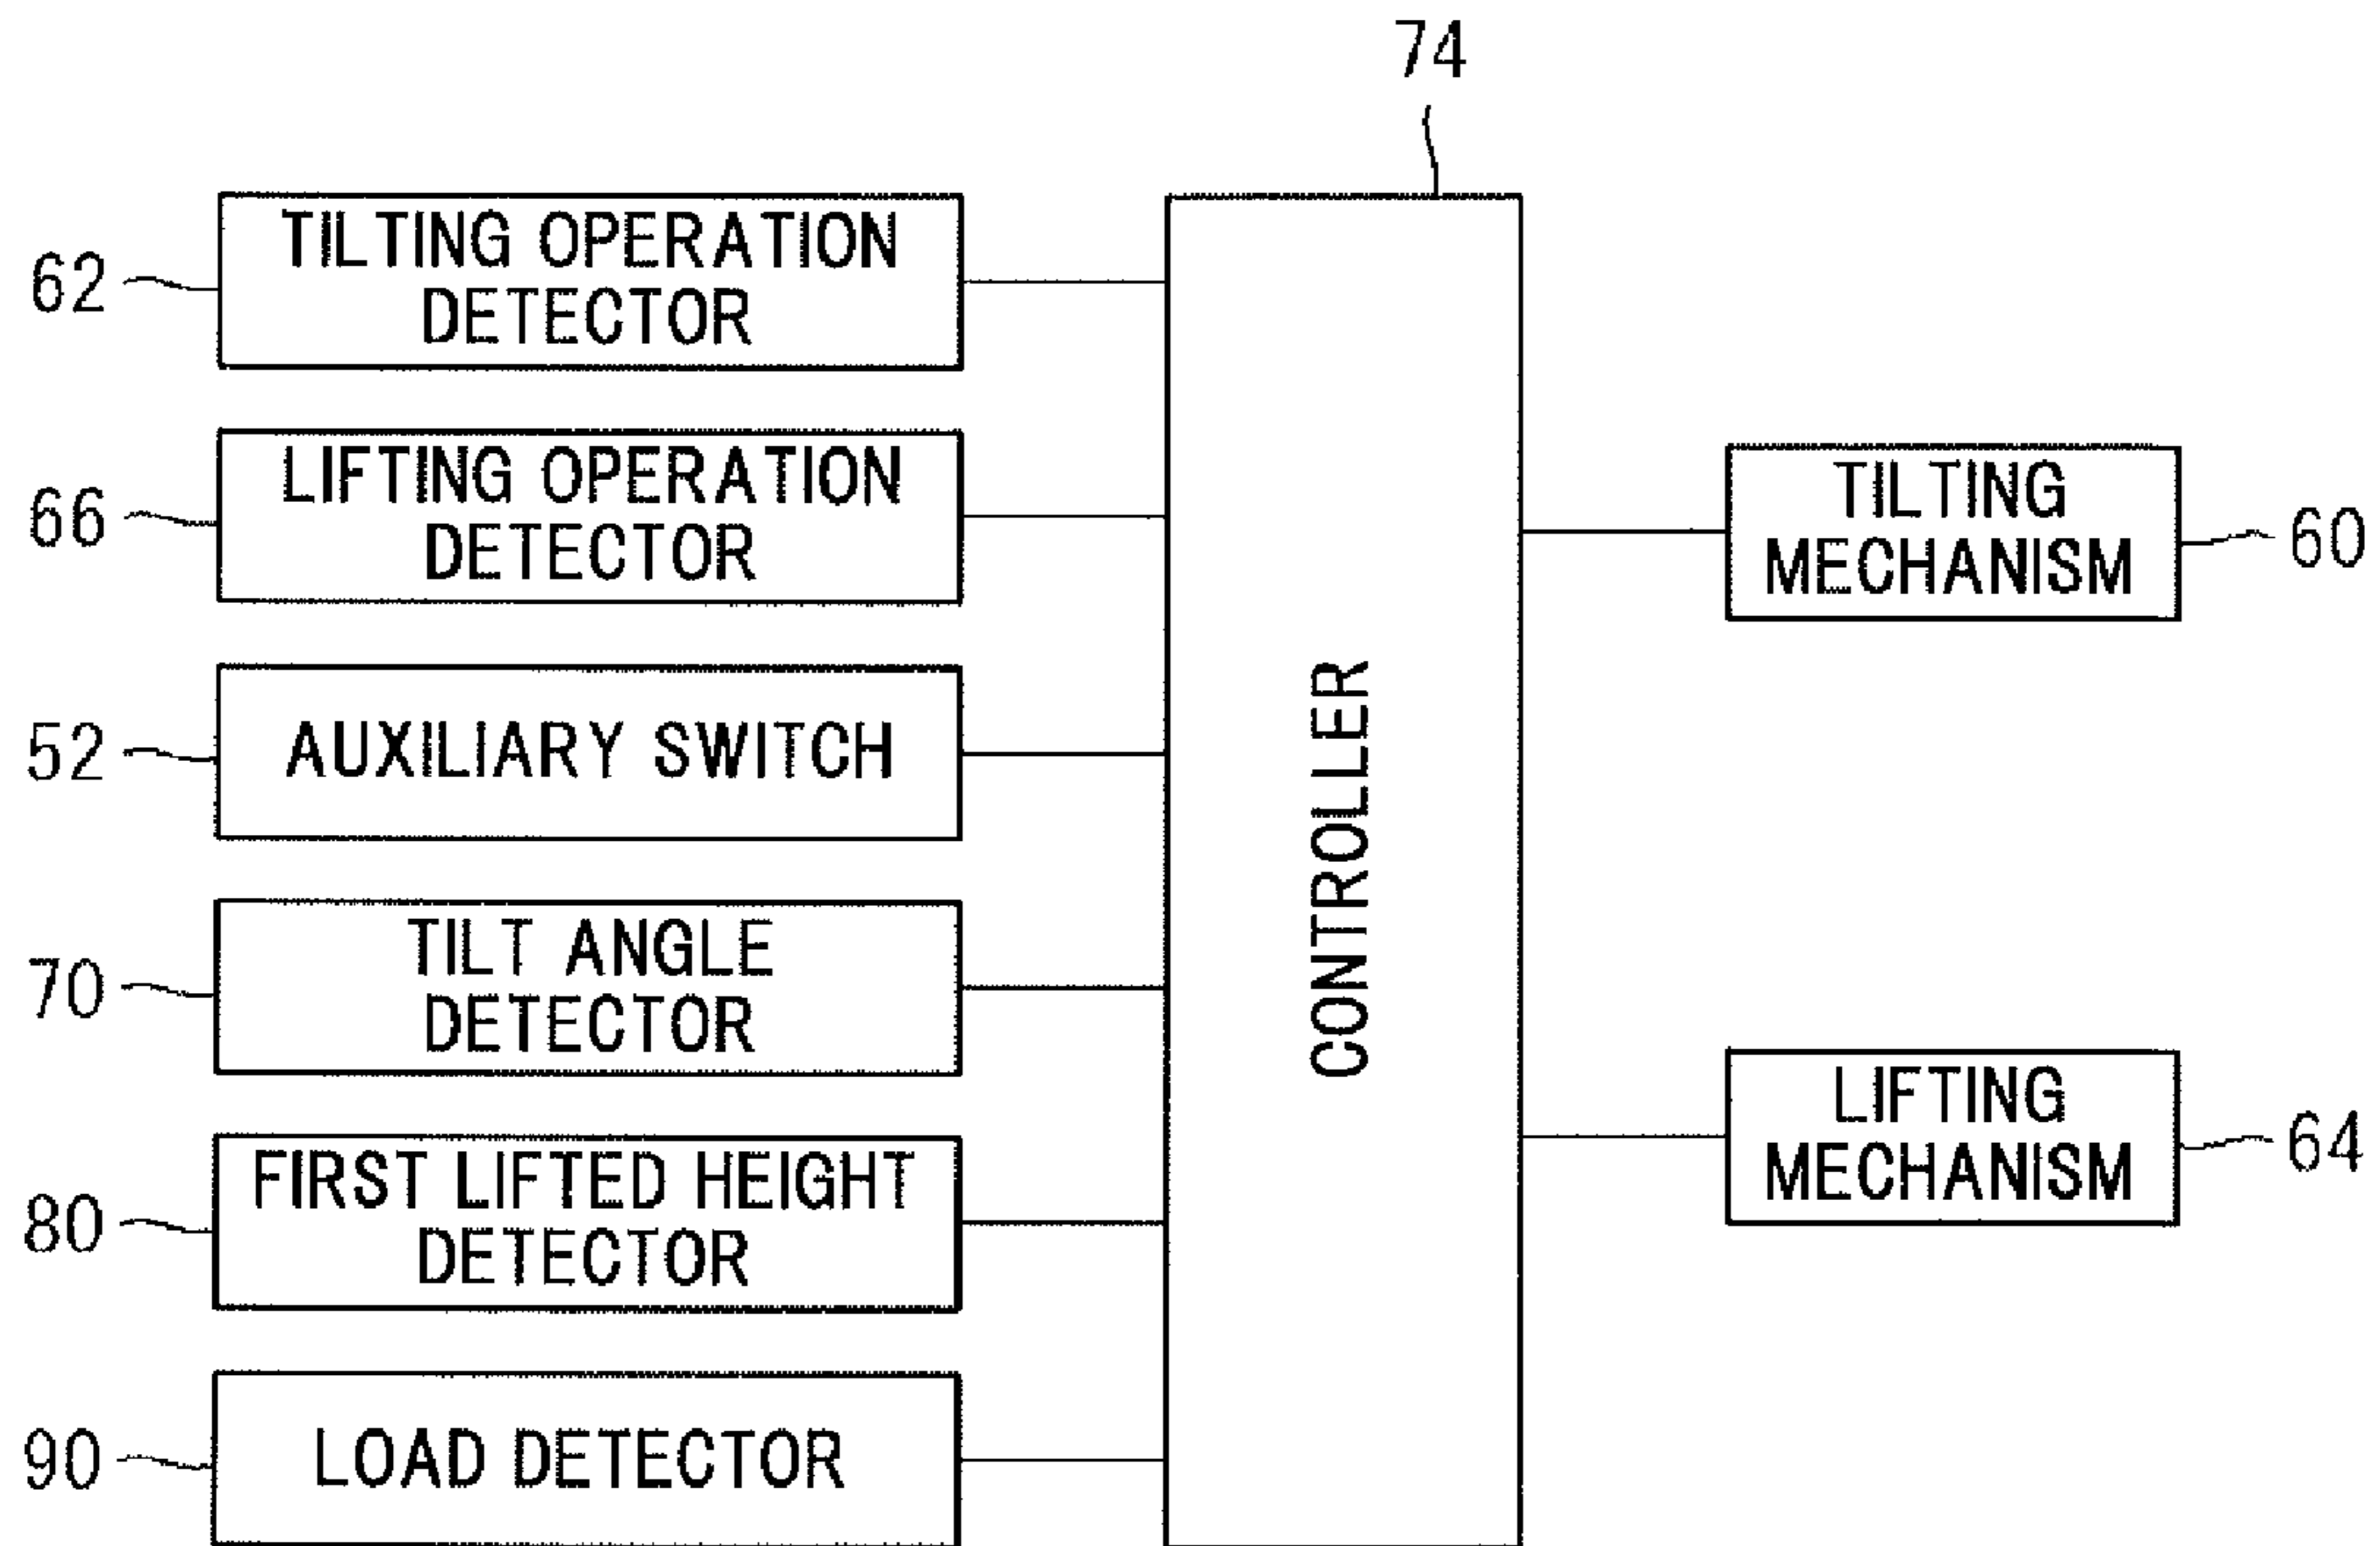 74
62
TILTING OPERATION
DETECTOR
66
LIFTING OPERATION
DETECTOR
52
AUXILIARY SWITCH
70
TILT ANGLE
DETECTOR
80
FIRST LIFTED HEIGHT
DETECTOR
90
LOAD DETECTOR
CONTROLLER
TILTING
MECHANISM
60
LIFTING
MECHANISM
64